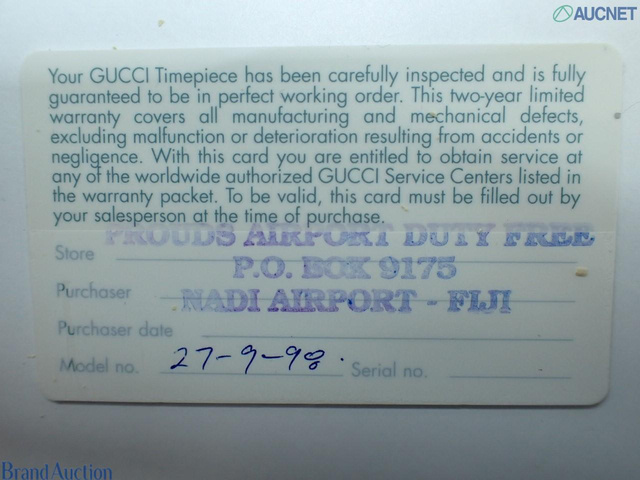 AUCNET
Your GUCCI Timepiece has been carefully inspected and is fully
guaranteed to be in perfect working order. This two-year limited
warranty covers all manufacturing and mechanical defects,
excluding malfunction or deterioration resulting from accidents or
negligence. With this card you are entitled to obtain service at
any of the worldwide authorized GUCCI Service Centers listed in
the warranty packet. To be valid, this card must be filled out by
your salesperson at the time of purchase.
PROUDS AIRPORT DUTY FREE
Store
P.O. BOX 9175
Purchaser
NADI AIRPORT - FIJI
Purchaser date
Model no. 27-9-98. Serial no.
BrandAuction